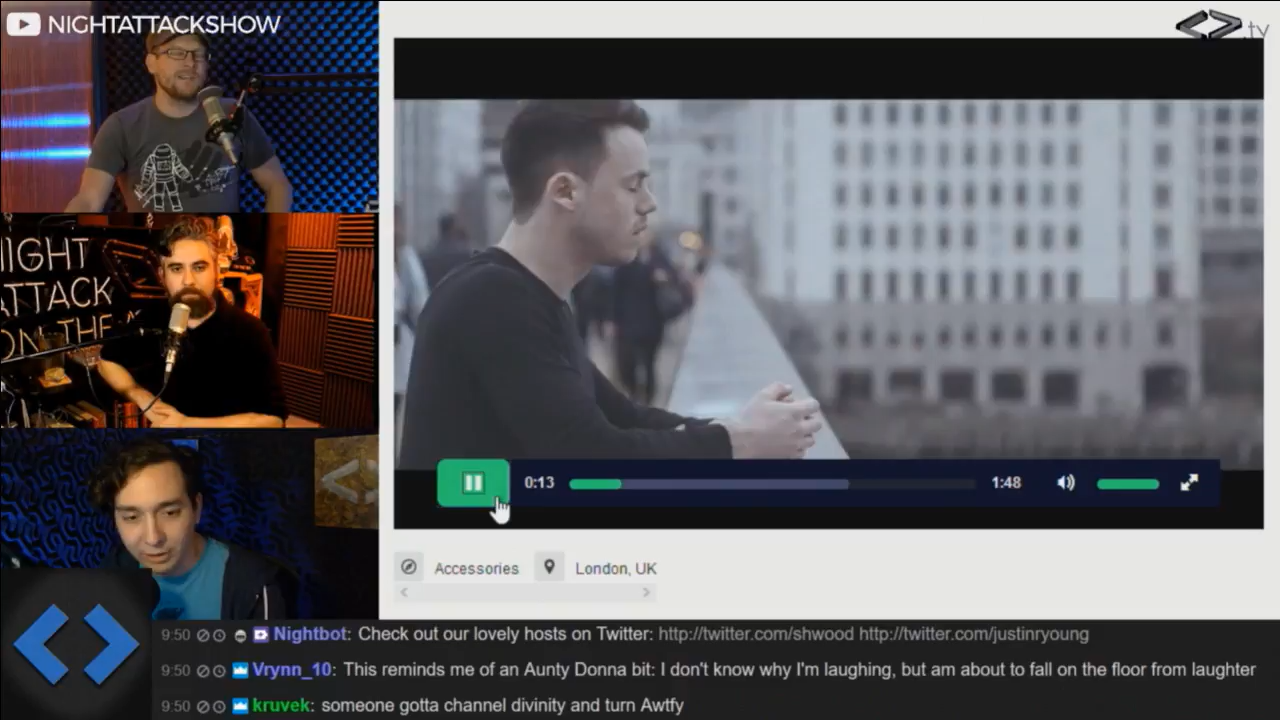 NIGHTATTACKSHOW
.tv
NIGHT
ATTACK
ON THE
0:13
1:48
Accessories
London, UK
9:50 Nightbot: Check out our lovely hosts on Twitter: http://twitter.com/shwood http://twitter.com/justinryoung
9:50 Vrynn_10: This reminds me of an Aunty Donna bit: I don't know why I'm laughing, but am about to fall on the floor from laughter
9:50 kruvek: someone gotta channel divinity and turn Awtfy